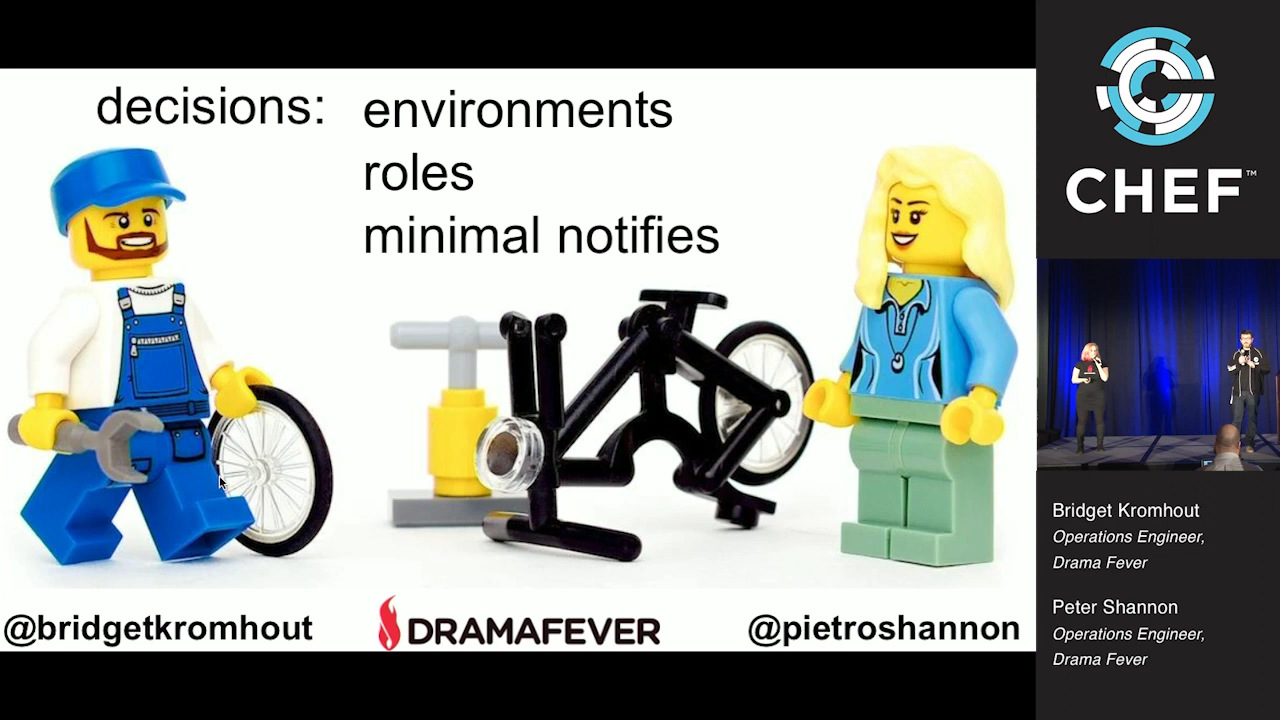 decisions:
environments
roles
minimal notifies
@bridgetkromhout
DRAMAFEVER
@pietroshannon
CHEF™
Bridget Kromhout
Operations Engineer,
Drama Fever
Peter Shannon
Operations Engineer,
Drama Fever